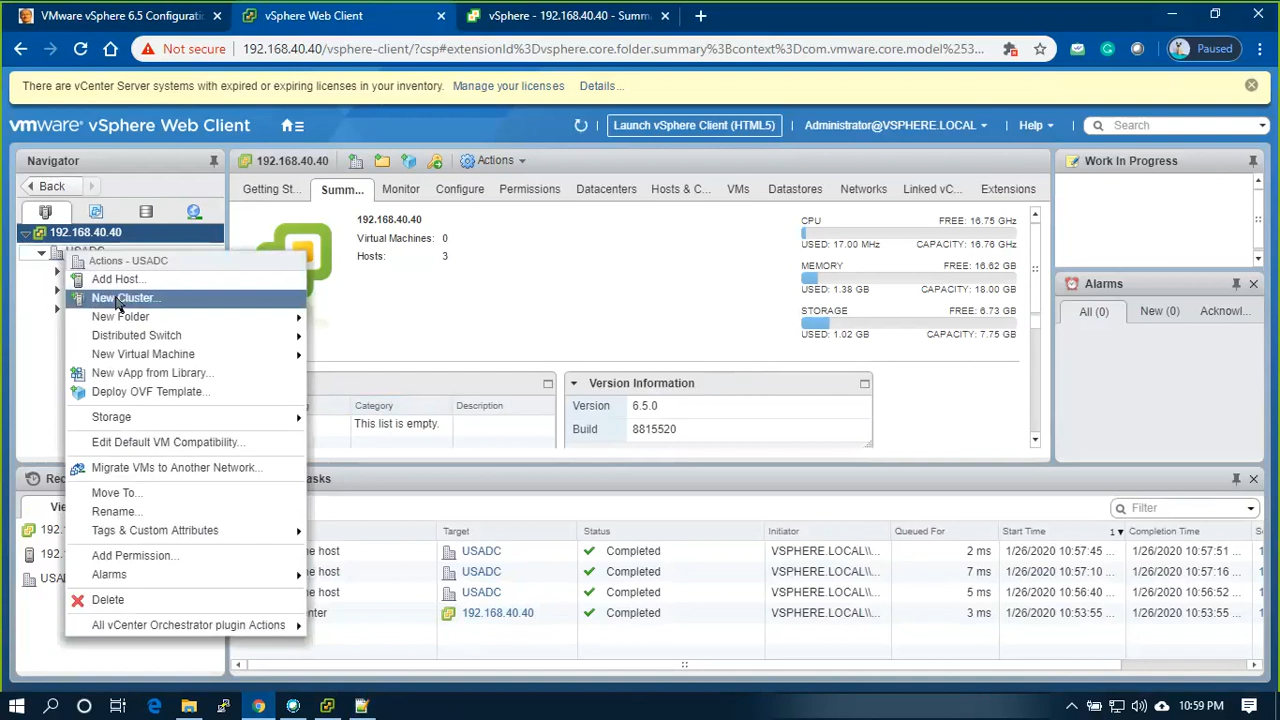 VMware vSphere 6.5 Configuratio
vSphere Web Client
vSphere - 192.168.40.40 - Summ
Not secure
192.168.40.40/vsphere-client/?csp#extensionId%3Dvsphere.core.folder.summary%3Bcontext%3Dcom.vmware.core.model%253...
Paused
There are vCenter Server systems with expired or expiring licenses in your inventory. Manage your licenses Details...
vmware vSphere Web Client
Launch vSphere Client (HTML5)
Administrator@VSPHERE.LOCAL
Help
Search
Navigator
192.168.40.40
Actions
Work In Progress
Back
Getting St...
Summ...
Monitor
Configure
Permissions
Datacenters
Hosts & C...
VMs
Datastores
Networks
Linked vC...
Extensions
192.168.40.40
USADC
192.168.40.40
Virtual Machines: 0
Hosts: 3
CPU FREE: 16.75 GHz
USED: 17.00 MHz CAPACITY: 16.76 GHz
MEMORY FREE: 16.62 GB
USED: 1.38 GB CAPACITY: 18.00 GB
STORAGE FREE: 6.73 GB
USED: 1.02 GB CAPACITY: 7.75 GB
Alarms
All (0)
New (0)
Acknowl...
Actions - USADC
Add Host...
New Cluster...
New Folder
Distributed Switch
New Virtual Machine
New vApp from Library...
Deploy OVF Template...
Storage
Edit Default VM Compatibility...
Migrate VMs to Another Network...
Move To...
Rename...
Tags & Custom Attributes
Add Permission...
Alarms
Delete
All vCenter Orchestrator plugin Actions
Category
Description
This list is empty.
Version Information
Version 6.5.0
Build 8815520
Rec
asks
Vie
192.
192.
USAD
Filter
Target
Status
Initiator
Queued For
Start Time
1
Completion Time
e host USADC Completed VSPHERE.LOCAL\\... 2 ms 1/26/2020 10:57:45 ... 1/26/2020 10:57:51 ...
e host USADC Completed VSPHERE.LOCAL\\... 5 ms 1/26/2020 10:57:10 ... 1/26/2020 10:57:16 ...
e host USADC Completed VSPHERE.LOCAL\\... 5 ms 1/26/2020 10:56:40 ... 1/26/2020 10:56:52 ...
nter 192.168.40.40 Completed VSPHERE.LOCAL\\... 3 ms 1/26/2020 10:53:55 ... 1/26/2020 10:53:55 ...
10:59 PM